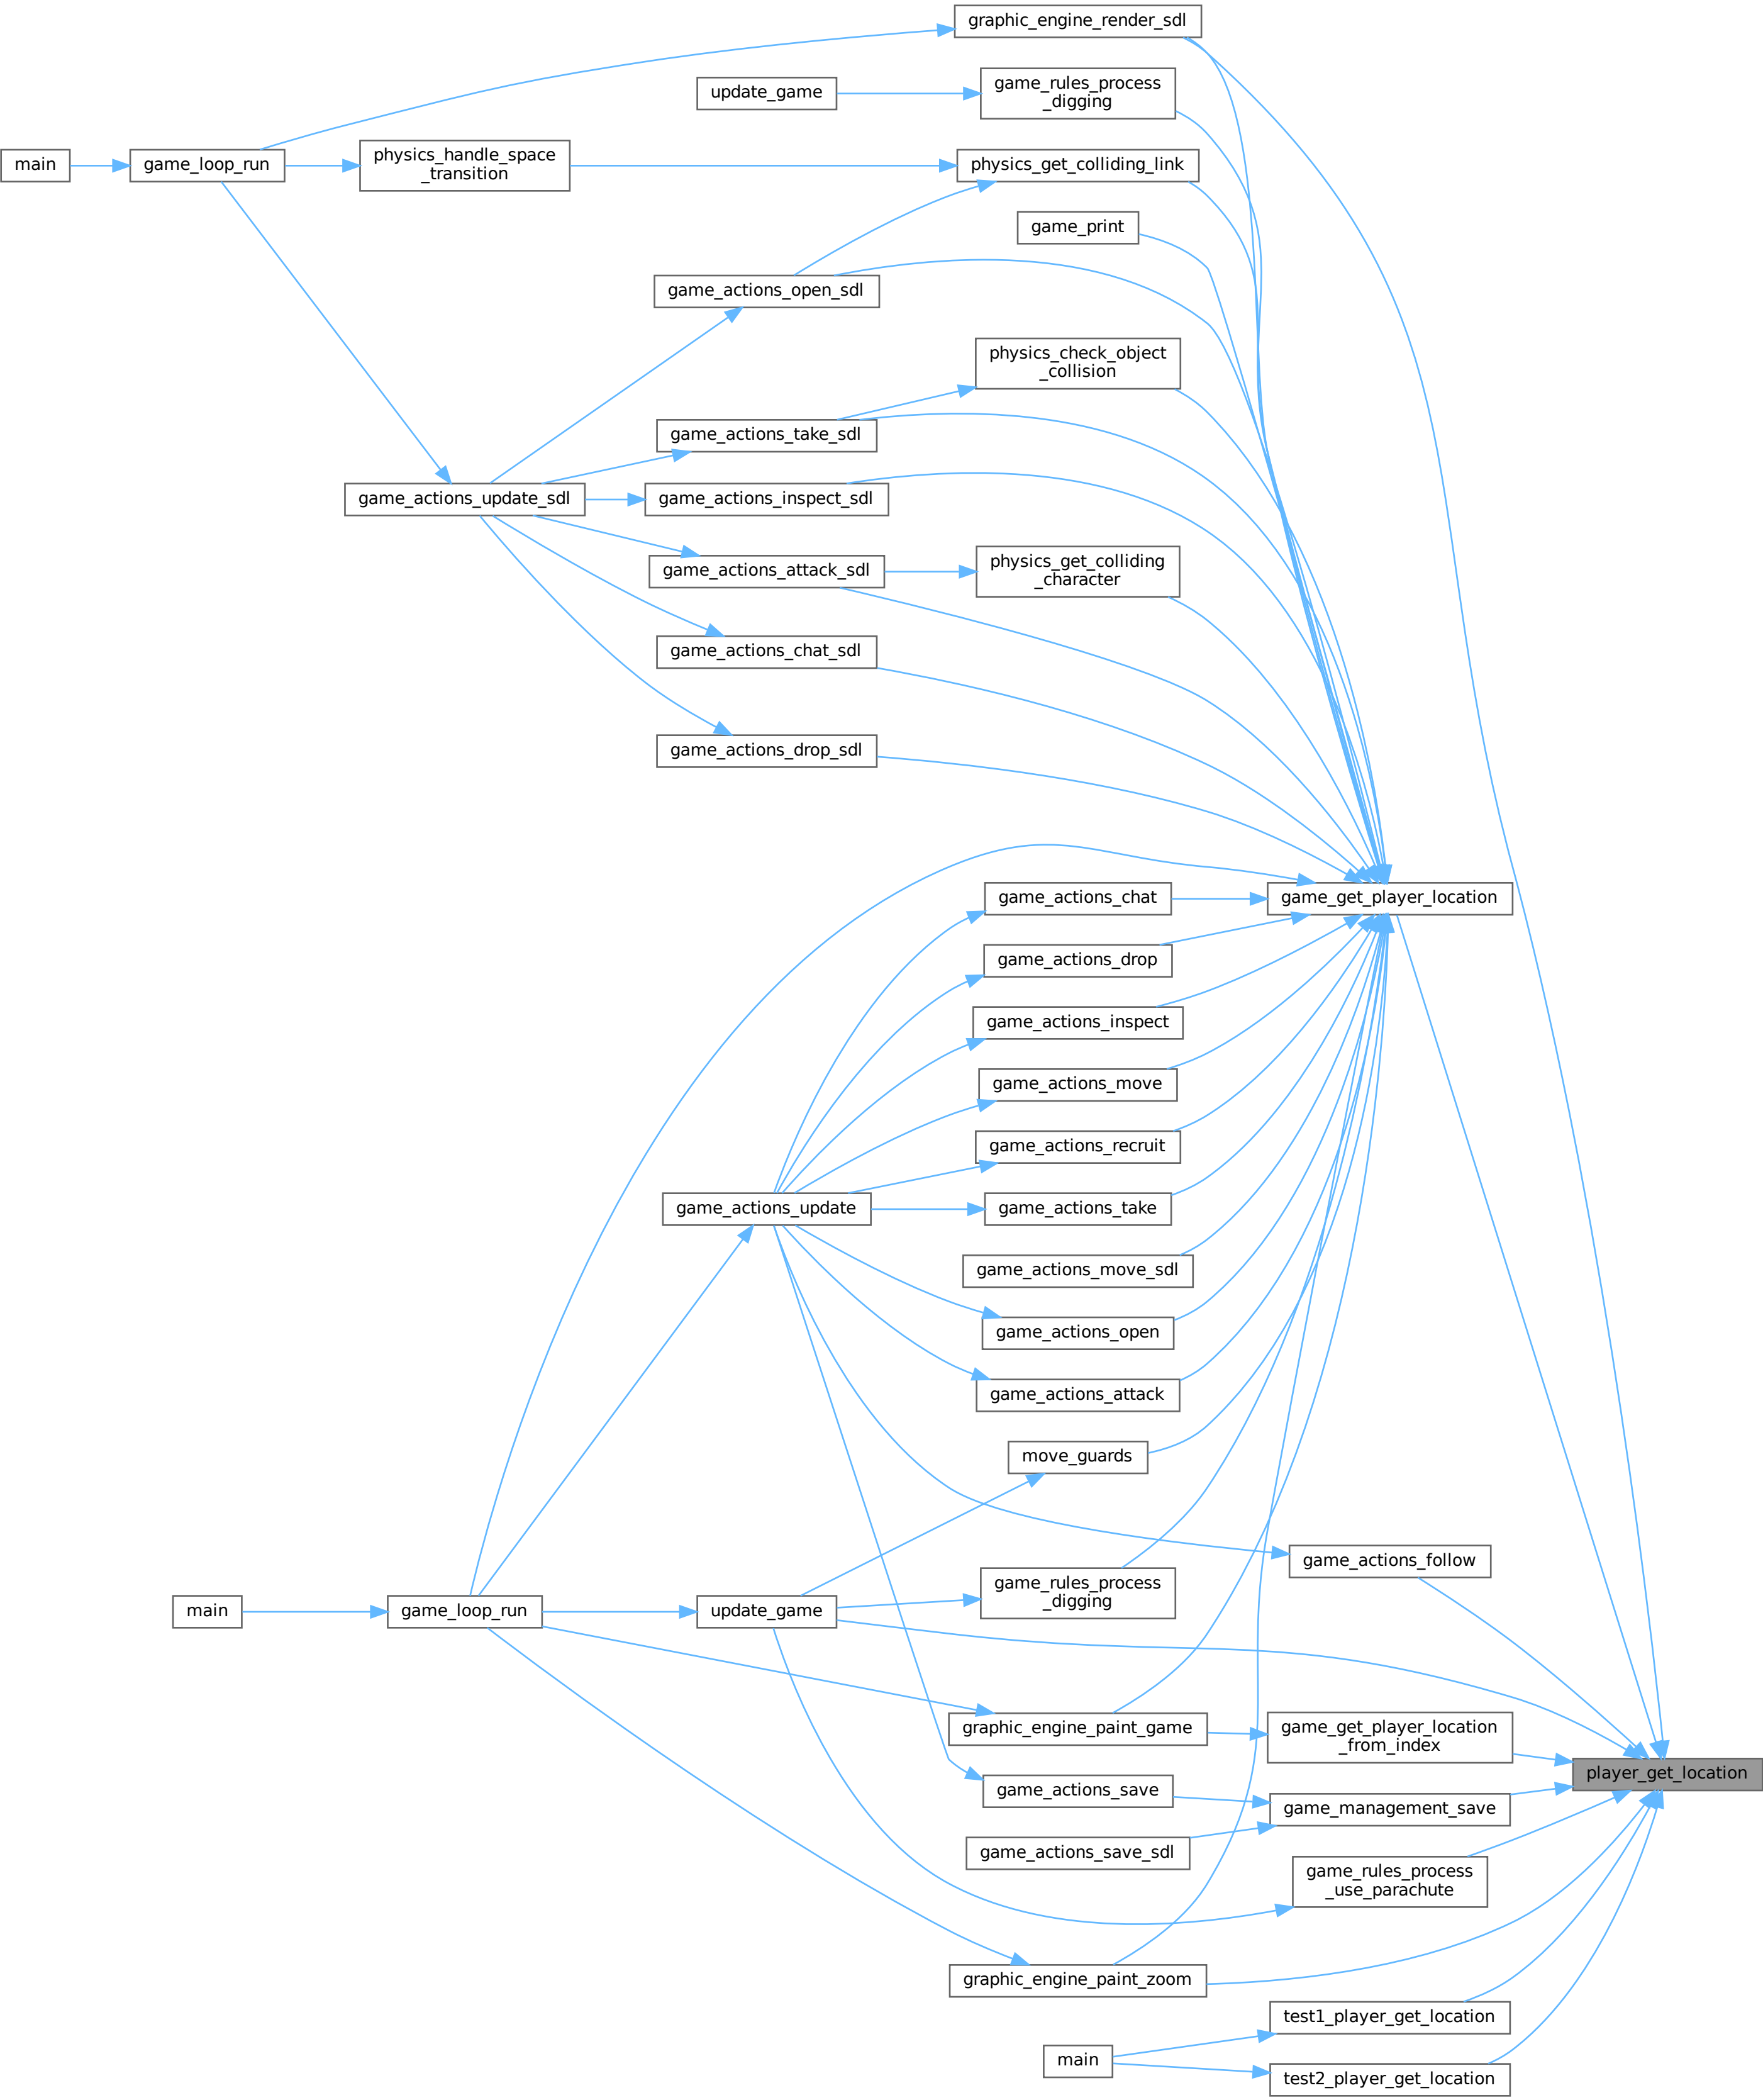 graphic_engine_render_sdl
update_game
game_rules_process
_digging
main
game_loop_run
physics_handle_space
_transition
physics_get_colliding_link
game_print
game_actions_open_sdl
physics_check_object
_collision
game_actions_take_sdl
game_actions_update_sdl
game_actions_inspect_sdl
game_actions_attack_sdl
physics_get_colliding
_character
game_actions_chat_sdl
game_actions_drop_sdl
game_actions_chat
game_get_player_location
game_actions_drop
game_actions_inspect
game_actions_move
game_actions_recruit
game_actions_update
game_actions_take
game_actions_move_sdl
game_actions_open
game_actions_attack
move_guards
game_actions_follow
main
game_loop_run
update_game
game_rules_process
_digging
graphic_engine_paint_game
game_get_player_location
_from_index
player_get_location
game_actions_save
game_management_save
game_actions_save_sdl
game_rules_process
_use_parachute
graphic_engine_paint_zoom
test1_player_get_location
main
test2_player_get_location